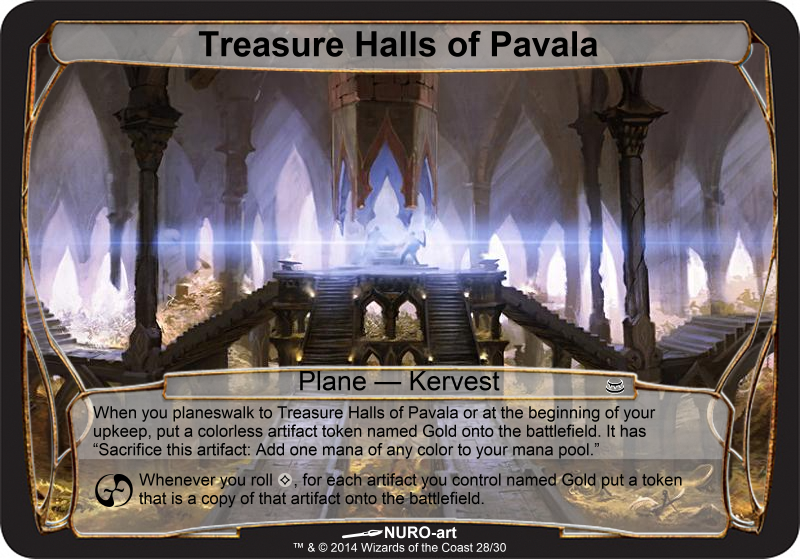 Treasure Halls of Pavala
Plane — Kervest
When you planeswalk to Treasure Halls of Pavala or at the beginning of your
upkeep, put a colorless artifact token named Gold onto the battlefield. It has
“Sacrifice this artifact: Add one mana of any color to your mana pool.”
Whenever you roll , for each artifact you control named Gold put a token
that is a copy of that artifact onto the battlefield.
NURO-art
™ & © 2014 Wizards of the Coast 28/30